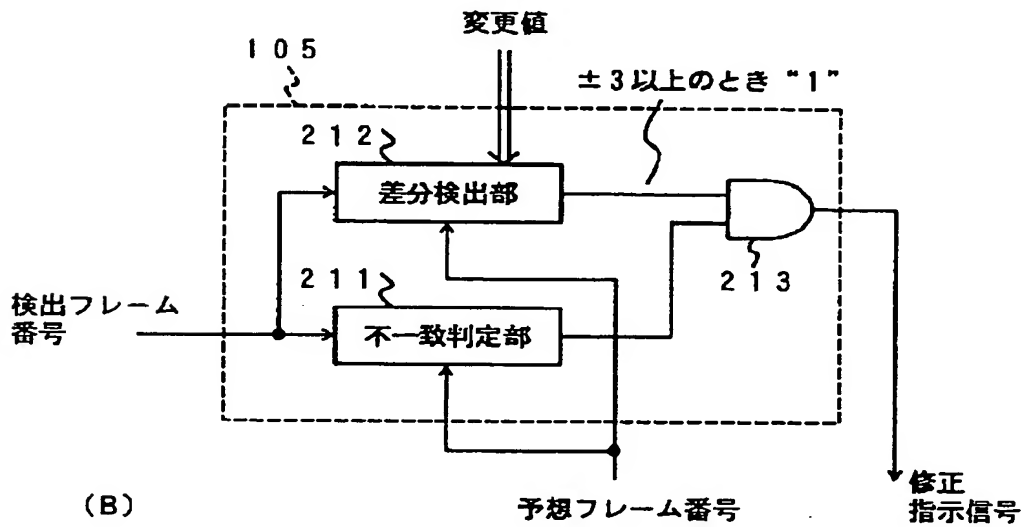 変更値
105
±3以上のとき“1”
212
差分検出部
213
211
検出フレーム
番号
不一致判定部
修正
指示信号
(B)
予想フレーム番号